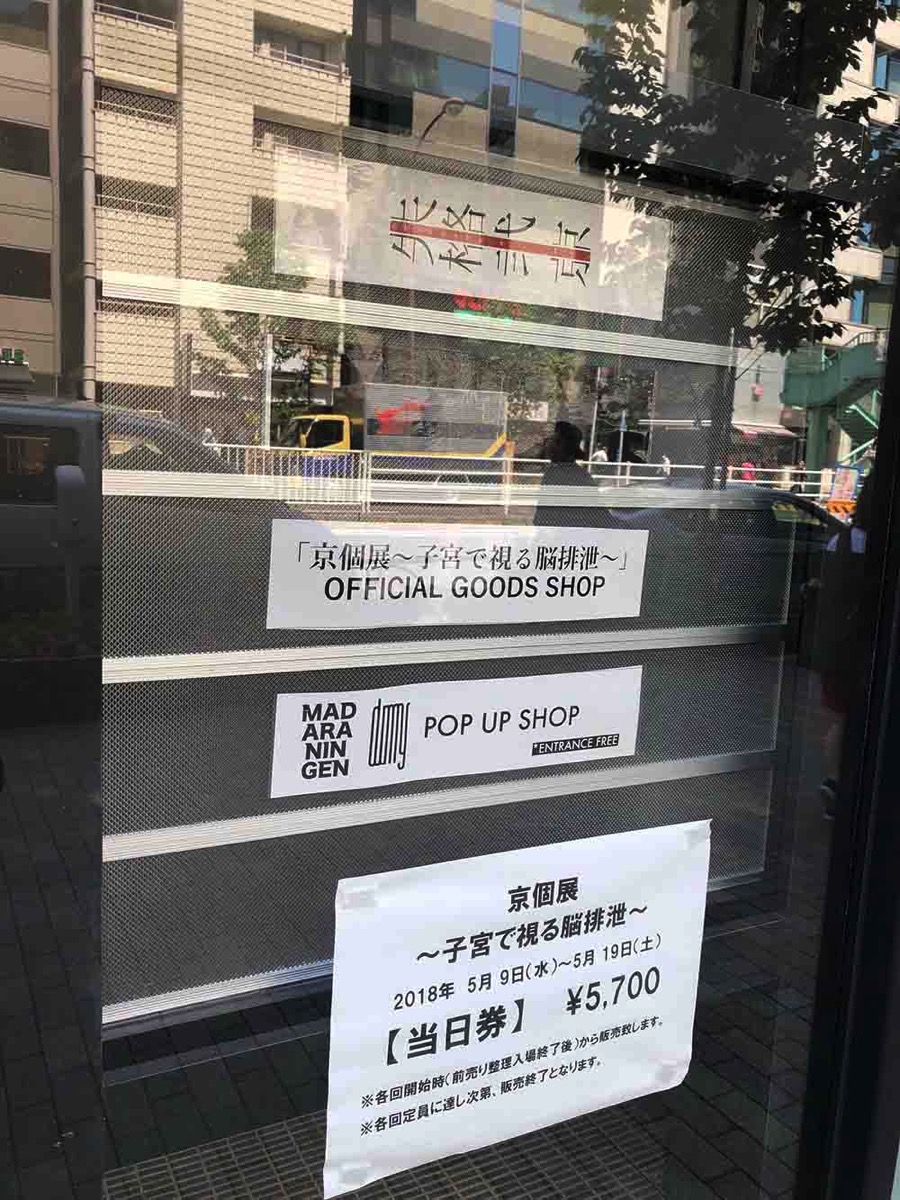 「京個展〜子宮で視る脳排泄〜」
OFFICIAL GOODS SHOP
MAD
ARA
NIN
GEN
dmmg
POP UP SHOP
*ENTRANCE FREE
京個展
〜子宮で視る脳排泄〜
2018年 5月 9日(水)〜5月 19日(土)
【当日券】 ¥5,700
※各回開始時(前売り整理入場終了後)から販売致します。
※各回定員に達し次第、販売終了となります。